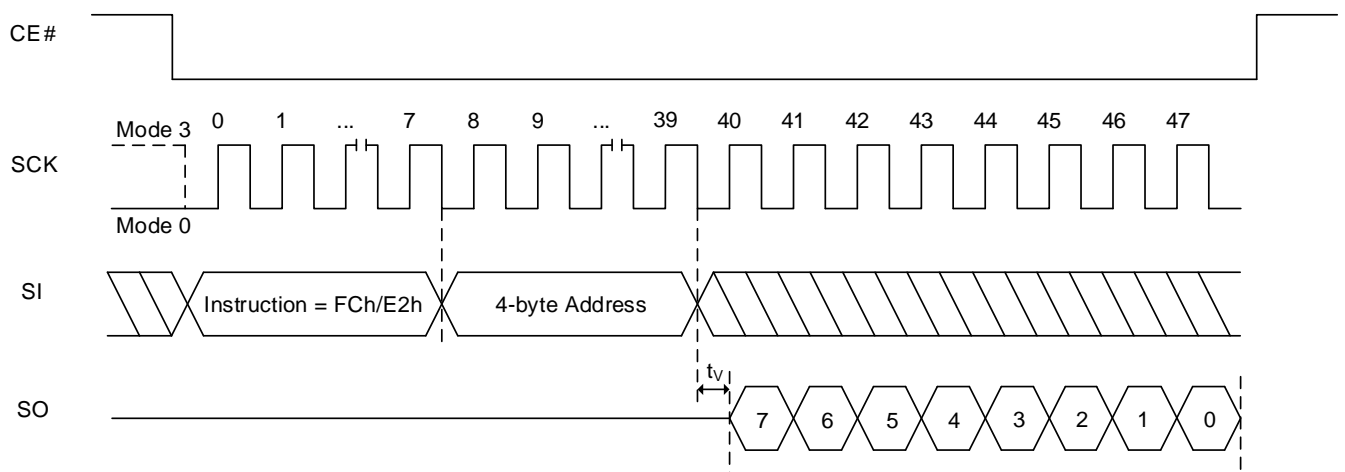 CE#
Mode 3 0 1 ... 7 8 9 ... 39 40 41 42 43 44 45 46 47
SCK
Mode 0
SI
Instruction = FCh/E2h 4-byte Address
tV
SO
7 6 5 4 3 2 1 0